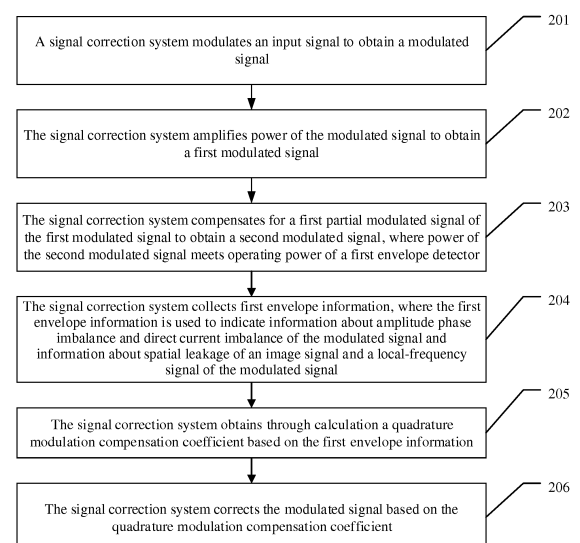 201
A signal correction system modulates an input signal to obtain a modulated
signal
202
The signal correction system amplifies power of the modulated signal to obtain
a first modulated signal
203
The signal correction system compensates for a first partial modulated signal of
the first modulated signal to obtain a second modulated signal, where power of
the second modulated signal meets operating power of a first envelope detector
204
The signal correction system collects first envelope information, where the first
envelope information is used to indicate information about amplitude phase
imbalance and direct current imbalance of the modulated signal and
information about spatial leakage of an image signal and a local-frequency
signal of the modulated signal
205
The signal correction system obtains through calculation a quadrature
modulation compensation coefficient based on the first envelope information
206
The signal correction system corrects the modulated signal based on the
quadrature modulation compensation coefficient